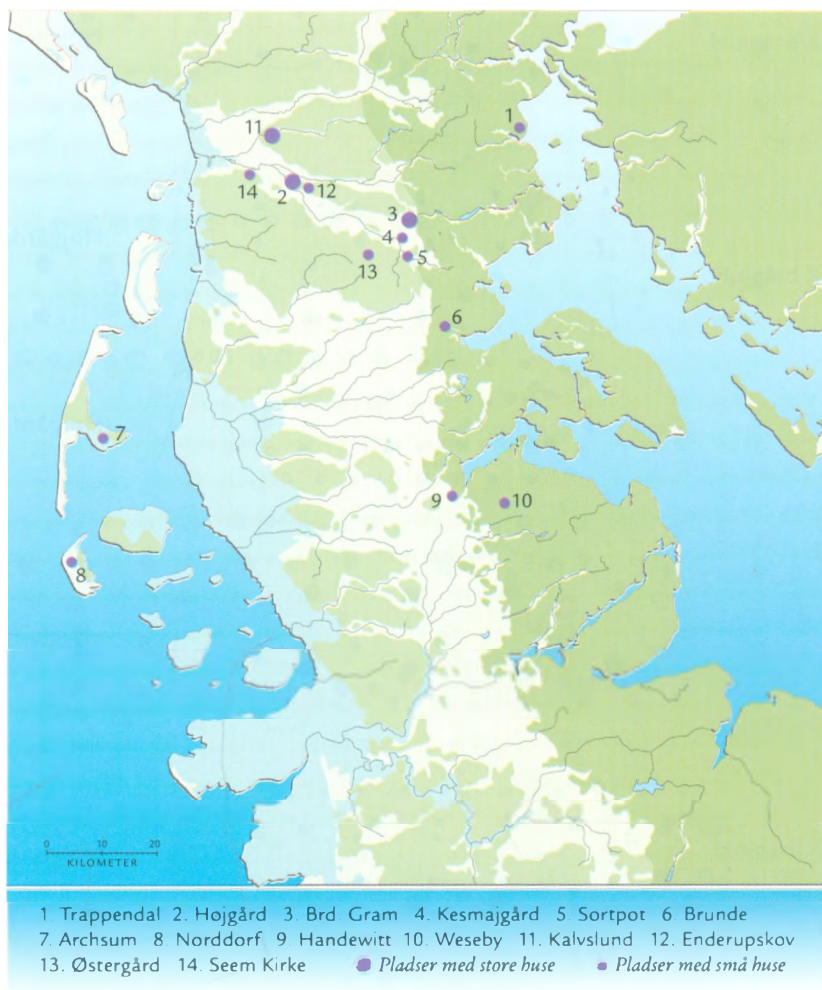 1
11
14
2
12
3
4
5
13
6
7
9
10
8
0 10 20
KILOMETER
1. Trappendal 2. Højgård 3. Brd. Gram 4. Kesmajgård 5 Sortpot 6. Brunde
7. Archsum 8. Norddorf 9 Handewitt 10. Weseby 11. Kalvslund 12. Enderupskov
13. Østergård 14. Seem Kirke Pladser med store huse Pladser med små huse